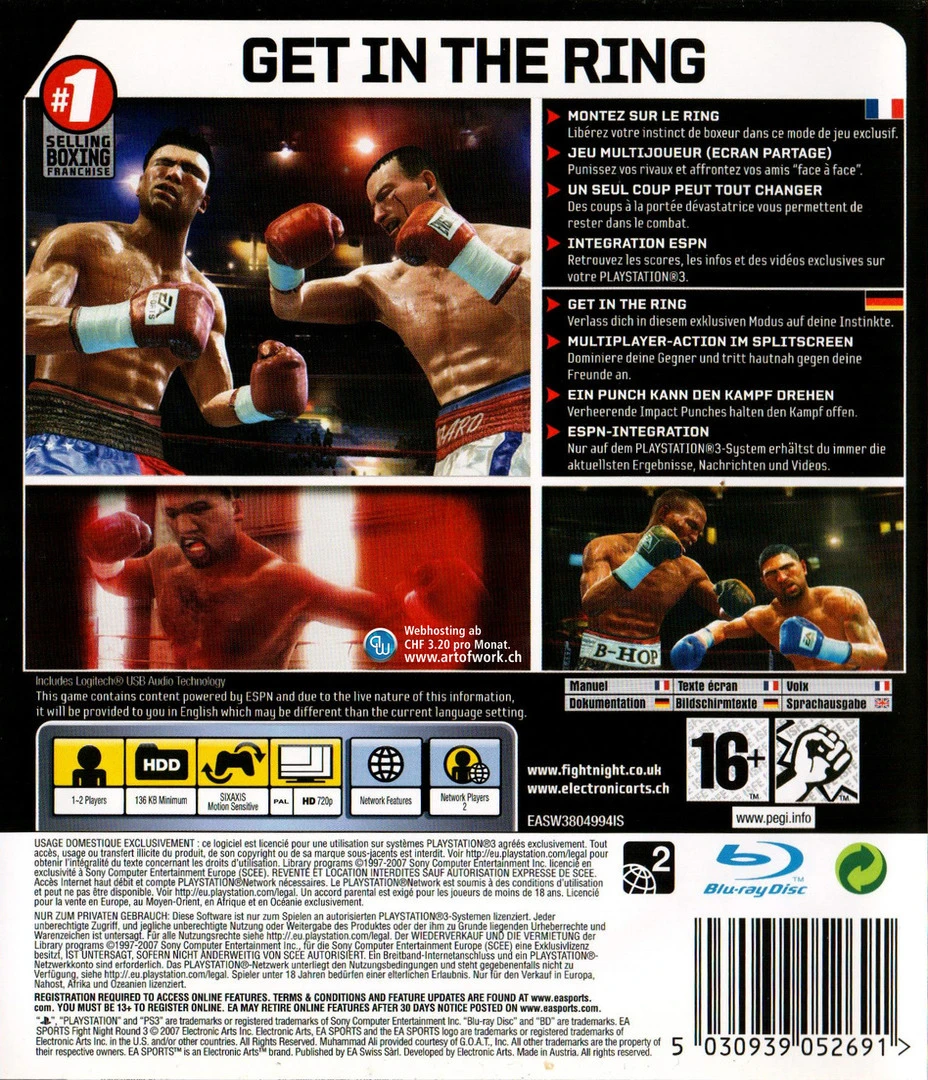 GET IN THE RING
#1
SELLING
BOXING
FRANCHISE
MONTEZ SUR LE RING
Libérez votre instinct de boxeur dans ce mode de jeu exclusif.
JEU MULTIJOUEUR (ECRAN PARTAGE)
Punissez vos rivaux et affrontez vos amis "face à face".
UN SEUL COUP PEUT TOUT CHANGER
Des coups à la portée dévastatrice vous permettent de
rester dans le combat.
INTEGRATION ESPN
Retrouvez les scores, les infos et des vidéos exclusives sur
votre PLAYSTATION®3.
GET IN THE RING
Verlass dich in diesem exklusiven Modus auf deine Instinkte.
MULTIPLAYER-ACTION IM SPLITSCREEN
Dominiere deine Gegner und tritt hautnah gegen deine
Freunde an.
EIN PUNCH KANN DEN KAMPF DREHEN
Verheerende Impact Punches halten den Kampf offen.
ESPN-INTEGRATION
Nur auf dem PLAYSTATION®3-System erhältst du immer die
aktuellsten Ergebnisse, Nachrichten und Videos.
EA
SPORTS
B-HOP
Webhosting ab
CHF 3.20 pro Monat.
www.artofwork.ch
Includes Logitech® USB Audio Technology
This game contains content powered by ESPN and due to the live nature of this information,
it will be provided to you in English which may be different than the current language setting.
Manuel Texte écran Voix
Dokumentation Bildschirmtexte Sprachausgabe
HDD
1-2 Players 136 KB Minimum SIXAXIS Motion Sensitive PAL HD 720p Network Features Network Players 2
www.fightnight.co.uk
www.electronicarts.ch
EASW3804994IS
16+
TM
TM
www.pegi.info
USAGE DOMESTIQUE EXCLUSIVEMENT : ce logiciel est licencié pour une utilisation sur systèmes PLAYSTATION®3 agréés exclusivement. Tout
accès, usage ou transfert illicite du produit, de son copyright ou de sa marque sous-jacents est interdit. Voir http://eu.playstation.com/legal pour
obtenir l'intégralité du texte concernant les droits d'utilisation. Library programs ©1997-2007 Sony Computer Entertainment Inc. licencié en
exclusivité à Sony Computer Entertainment Europe (SCEE). REVENTE ET LOCATION INTERDITES SAUF AUTORISATION EXPRESSE DE SCEE.
Accès Internet haut débit et compte PLAYSTATION®Network nécessaires. Le PLAYSTATION®Network est soumis à des conditions d'utilisation
et peut ne pas être disponible. Voir http://eu.playstation.com/legal. Un accord parental est exigé pour les joueurs de moins de 18 ans. Licencié
pour la vente en Europe, au Moyen-Orient, en Afrique et en Océanie exclusivement.
NUR ZUM PRIVATEN GEBRAUCH: Diese Software ist nur zum Spielen an autorisierten PLAYSTATION®3-Systemen lizenziert. Jeder
unberechtigte Zugriff, und jegliche unberechtigte Nutzung oder Weitergabe des Produktes oder der ihm zu Grunde liegenden Urheberrechte und
Warenzeichen ist untersagt. Für alle Nutzungsrechte siehe http://eu.playstation.com/legal. Der WIEDERVERKAUF UND DIE VERMIETUNG der
Library programs ©1997-2007 Sony Computer Entertainment Inc., für die Sony Computer Entertainment Europe (SCEE) eine Exklusivlizenz
besitzt, IST UNTERSAGT, SOFERN NICHT ANDERWEITIG VON SCEE AUTORISIERT. Ein Breitband-Internetanschluss und ein PLAYSTATION®-
Netzwerkkonto sind erforderlich. Das PLAYSTATION®-Netzwerk unterliegt den Nutzungsbedingungen und steht gegebenenfalls nicht zu
Verfügung, siehe http://eu.playstation.com/legal. Spieler unter 18 Jahren bedürfen einer elterlichen Erlaubnis. Nur für den Verkauf in Europa,
Nahost, Afrika und Ozeanien lizenziert.
REGISTRATION REQUIRED TO ACCESS ONLINE FEATURES. TERMS & CONDITIONS AND FEATURE UPDATES ARE FOUND AT www.easports.
com. YOU MUST BE 13+ TO REGISTER ONLINE. EA MAY RETIRE ONLINE FEATURES AFTER 30 DAYS NOTICE POSTED ON www.easports.com.
"PLAYSTATION" and "PS3" are trademarks or registered trademarks of Sony Computer Entertainment Inc. "Blu-ray Disc" and "BD" are trademarks. EA
SPORTS Fight Night Round 3 © 2007 Electronic Arts Inc. Electronic Arts, EA SPORTS and the EA SPORTS logo are trademarks or registered trademarks of
Electronic Arts Inc. in the U.S. and/or other countries. All Rights Reserved. Muhammad Ali provided courtesy of G.O.A.T., Inc. All other trademarks are the property of
their respective owners. EA SPORTS™ is an Electronic Arts™ brand. Published by EA Swiss Sàrl. Developed by Electronic Arts. Made in Austria. All rights reserved.
2
Blu-ray Disc
TM
5 030939 052691 >